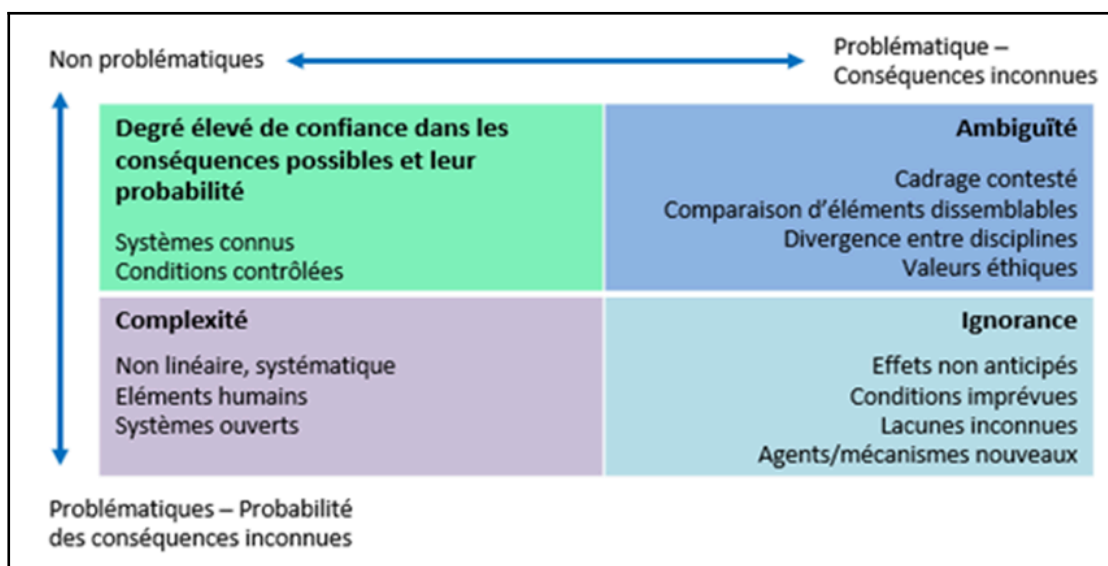 Non problématiques
Problématique –
Conséquences inconnues
Degré élevé de confiance dans les
conséquences possibles et leur
probabilité
Systèmes connus
Conditions contrôlées
Ambiguïté
Cadrage contesté
Comparaison d’éléments dissemblables
Divergence entre disciplines
Valeurs éthiques
Complexité
Non linéaire, systématique
Eléments humains
Systèmes ouverts
Ignorance
Effets non anticipés
Conditions imprévues
Lacunes inconnues
Agents/mécanismes nouveaux
Problématiques – Probabilité
des conséquences inconnues